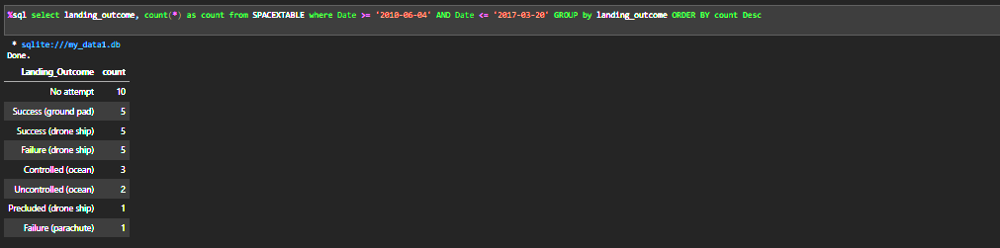 %sql select landing_outcome, count(*) as count from SPACEXTABLE where Date >= '2010-06-04' AND Date <= '2017-03-20' GROUP by landing_outcome ORDER BY count Desc
* sqlite:///my_data1.db
Done.
Landing_Outcome count
No attempt 10
Success (ground pad) 5
Success (drone ship) 5
Failure (drone ship) 5
Controlled (ocean) 3
Uncontrolled (ocean) 2
Precluded (drone ship) 1
Failure (parachute) 1